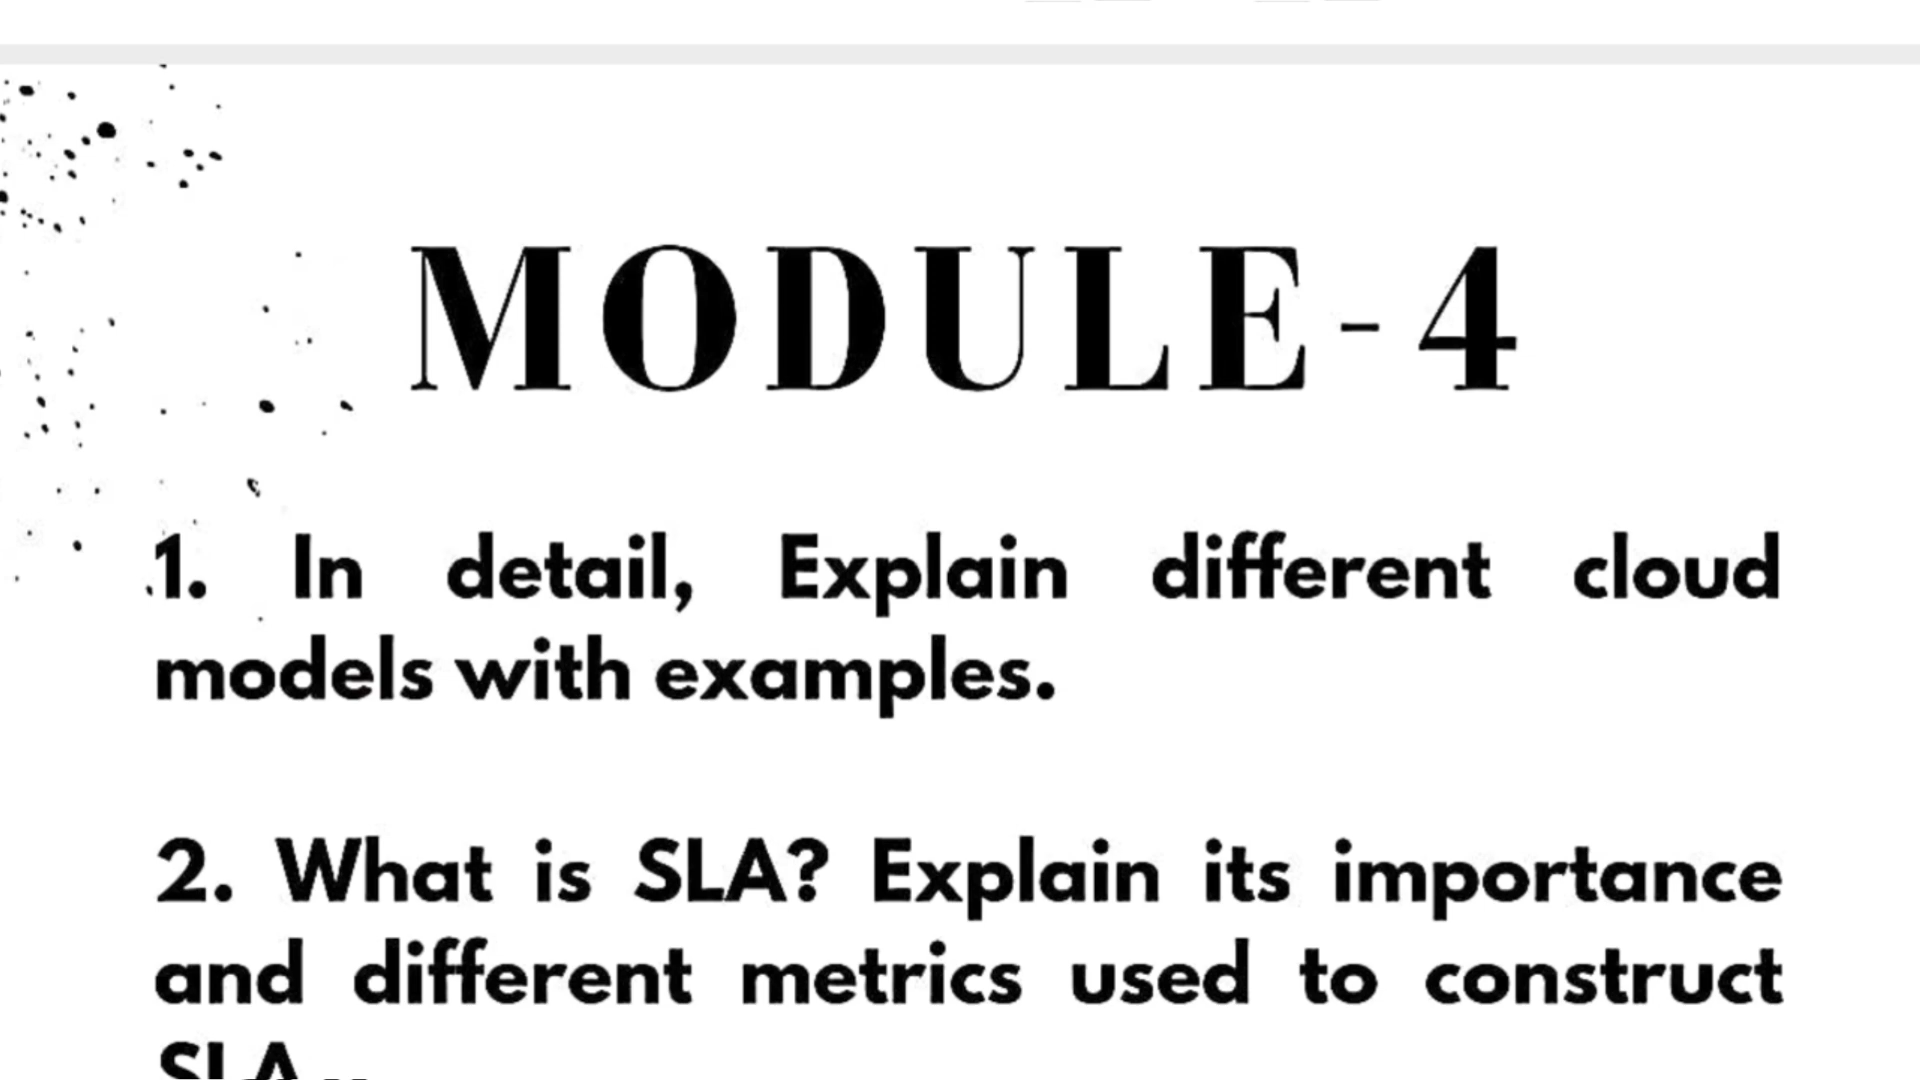 MODULE-4
1. In detail, Explain different cloud
models with examples.
2. What is SLA? Explain its importance
and different metrics used to construct
SLA